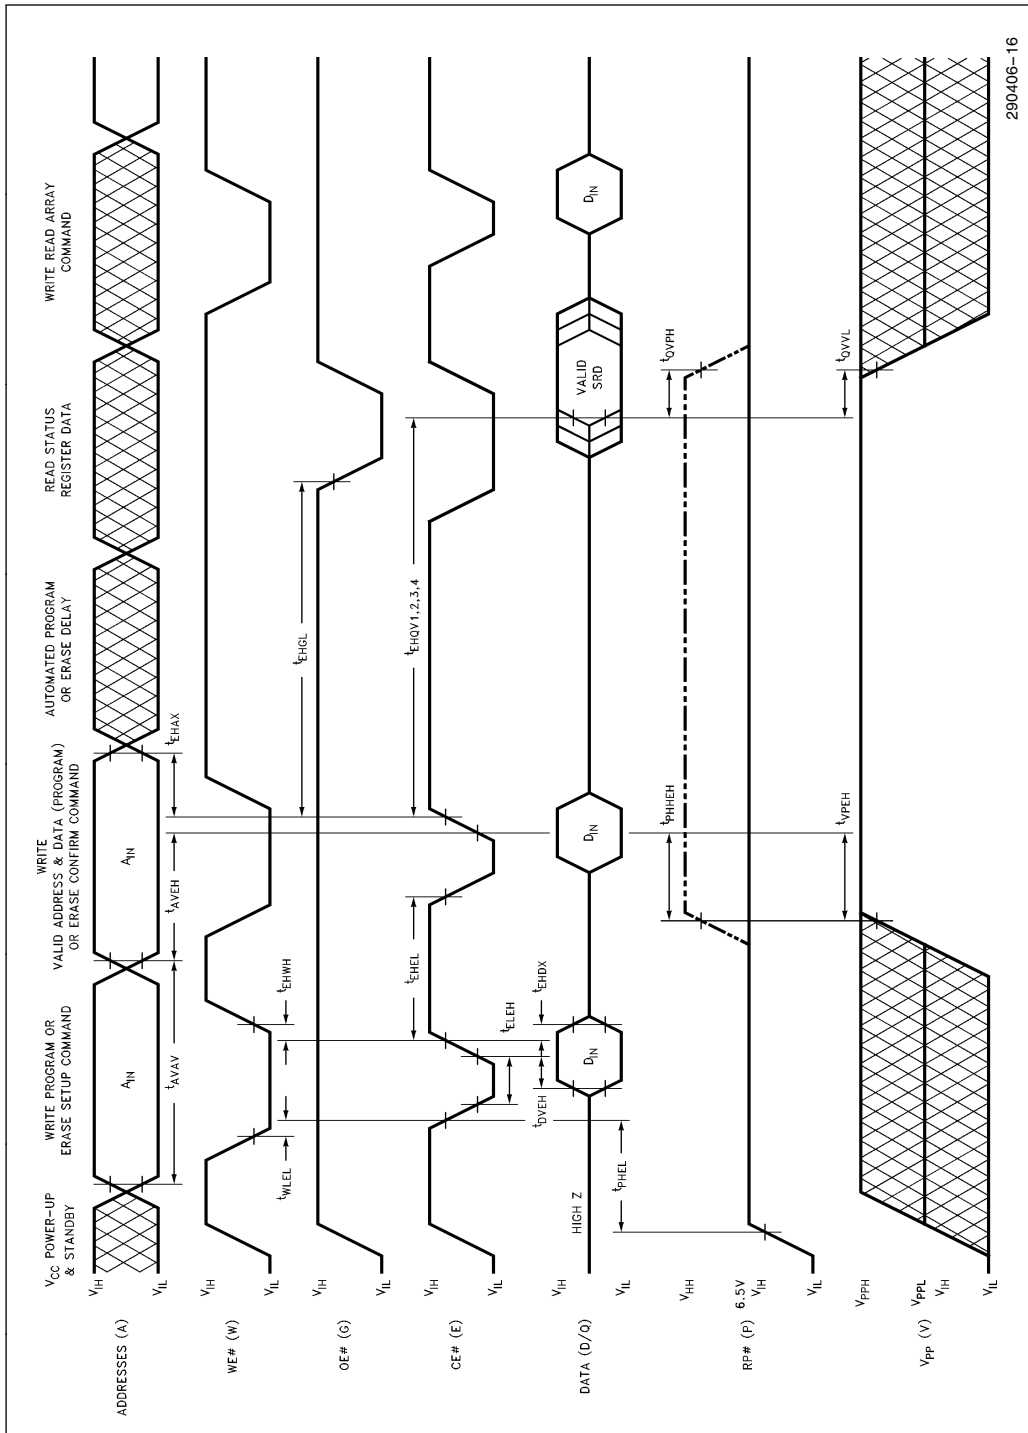 V_CC POWER-UP
& STANDBY
WRITE PROGRAM OR
ERASE SETUP COMMAND
WRITE
VALID ADDRESS & DATA (PROGRAM)
OR ERASE CONFIRM COMMAND
AUTOMATED PROGRAM
OR ERASE DELAY
READ STATUS
REGISTER DATA
WRITE READ ARRAY
COMMAND
ADDRESSES (A)
V_IH
V_IL
A_IN
A_IN
t_AVAV
t_AVEH
t_EHAX
WE# (W)
V_IH
V_IL
t_WLEL
t_EHWH
OE# (G)
V_IH
V_IL
t_EHGL
CE# (E)
V_IH
V_IL
t_EHEL
t_EHQV1,2,3,4
t_ELEH
t_EHDX
t_DVEH
DATA (D/Q)
V_IH
V_IL
HIGH Z
D_IN
D_IN
VALID
SRD
D_IN
t_PHEL
t_PHHEH
t_QVPH
RP# (P)
V_HH
6.5V
V_IH
V_IL
t_VPEH
t_QVVL
V_PP (V)
V_PPH
V_PPL
V_IH
V_IL
290406-16